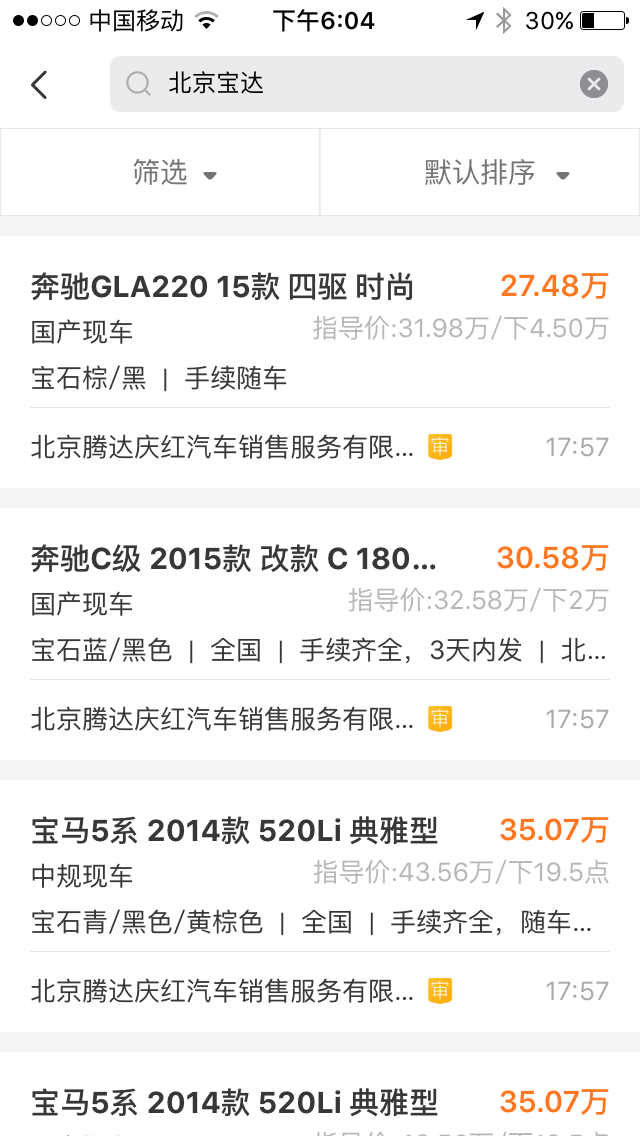 中国移动 下午6:04 30%
北京宝达
筛选 默认排序
奔驰GLA220 15款 四驱 时尚 27.48万
国产现车 指导价:31.98万/下4.50万
宝石棕/黑 | 手续随车
北京腾达庆红汽车销售服务有限... 审 17:57
奔驰C级 2015款 改款 C 180... 30.58万
国产现车 指导价:32.58万/下2万
宝石蓝/黑色 | 全国 | 手续齐全，3天内发 | 北...
北京腾达庆红汽车销售服务有限... 审 17:57
宝马5系 2014款 520Li 典雅型 35.07万
中规现车 指导价:43.56万/下19.5点
宝石青/黑色/黄棕色 | 全国 | 手续齐全，随车...
北京腾达庆红汽车销售服务有限... 审 17:57
宝马5系 2014款 520Li 典雅型 35.07万